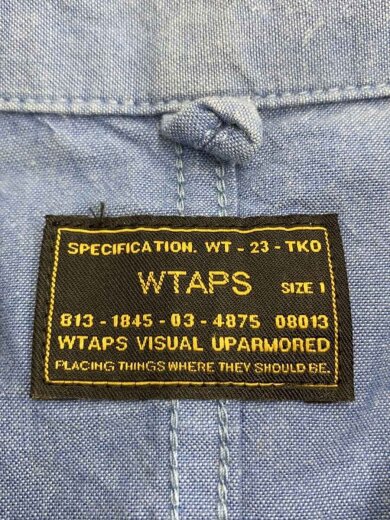 SPECIFICATION. WT - 23 - TKO
WTAPS SIZE 1
813 - 1845 - 03 - 4875 08013
WTAPS VISUAL UPARMORED
PLACING THINGS WHERE THEY SHOULD BE.